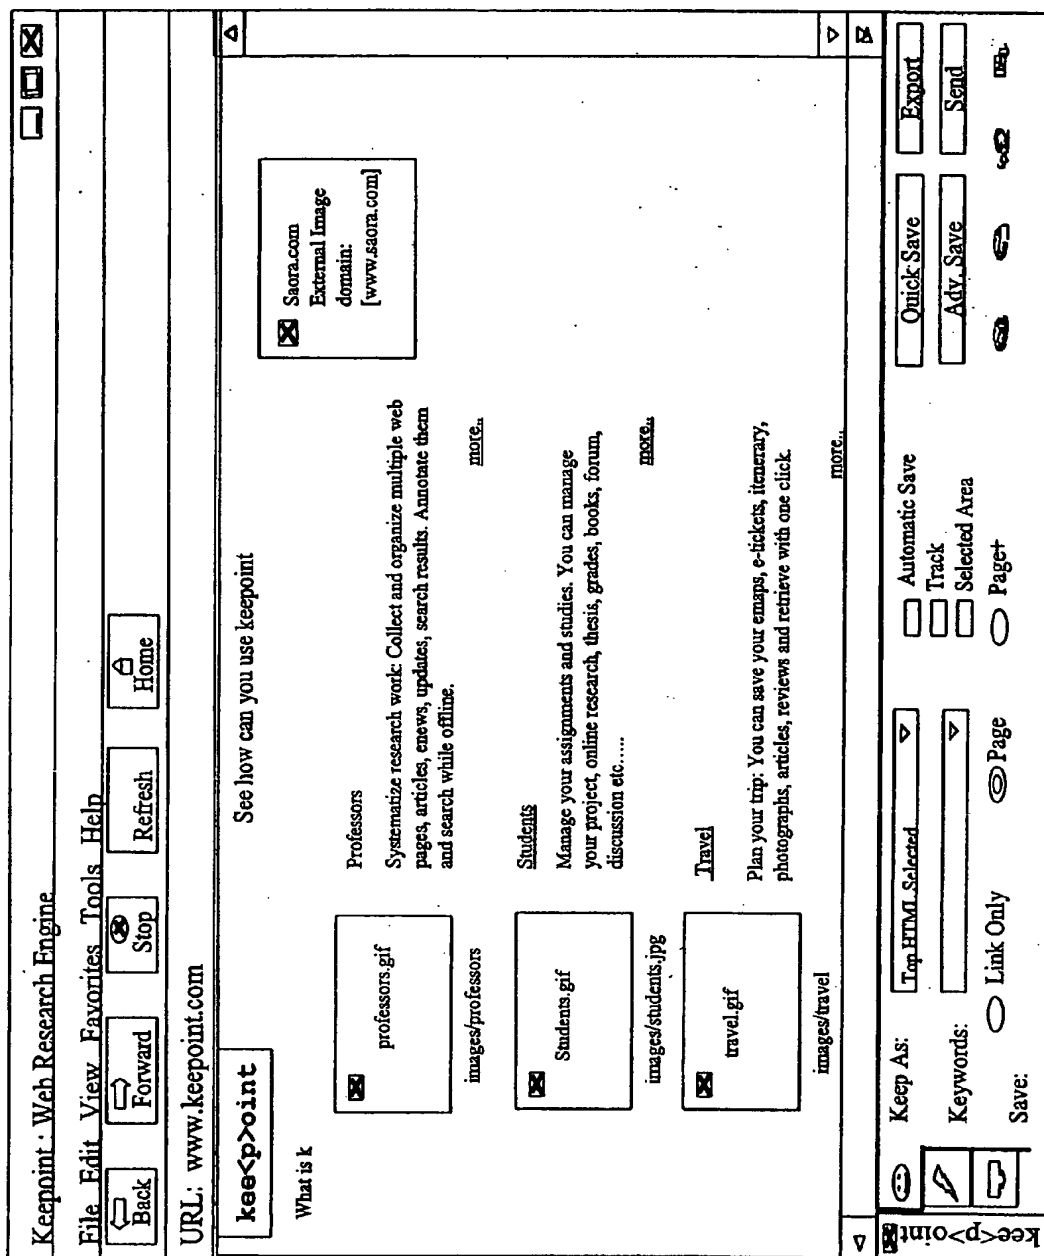 Keepoint : Web Research Engine
File Edit View Favorites Tools Help
Back
Forward
Stop
Refresh
Home
URL: www.keepoint.com
kee<p>oint
See how can you use keepoint
What is k
Saora.com
External Image
domain:
[www.saora.com]
professors.gif
images/professors
Professors
Systematize research work: Collect and organize multiple web
pages, articles, enews, updates, search results. Annotate them
and search while offline.
more..
Students.gif
images/students.jpg
Students
Manage your assignments and studies. You can manage
your project, online research, thesis, grades, books, forum,
discussion etc.....
more..
travel.gif
images/travel
Travel
Plan your trip: You can save your emaps, e-tickets, itenerary,
photographs, articles, reviews and retrieve with one click.
more..
kee<p>oint
Keep As:
Top HTML Selected
Automatic Save
Quick Save
Export
Keywords:
Track
Selected Area
Adv. Save
Send
Save:
Link Only
Page
Page+